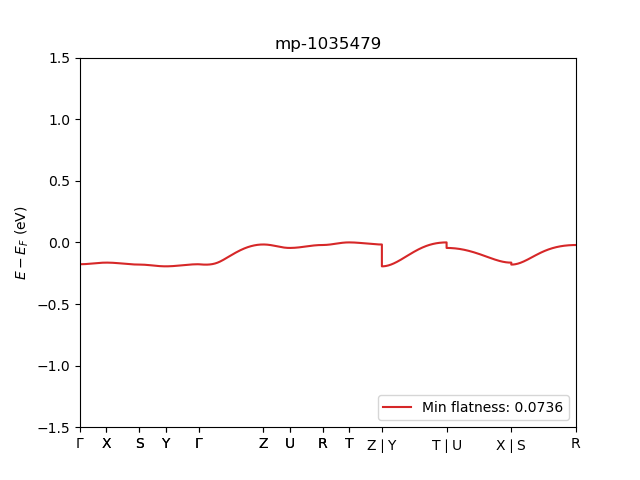 mp-1035479
E − E_F (eV)
1.5
1.0
0.5
0.0
−0.5
−1.0
−1.5
Min flatness: 0.0736
Γ X S Y Γ Z U R T Z | Y T | U X | S R